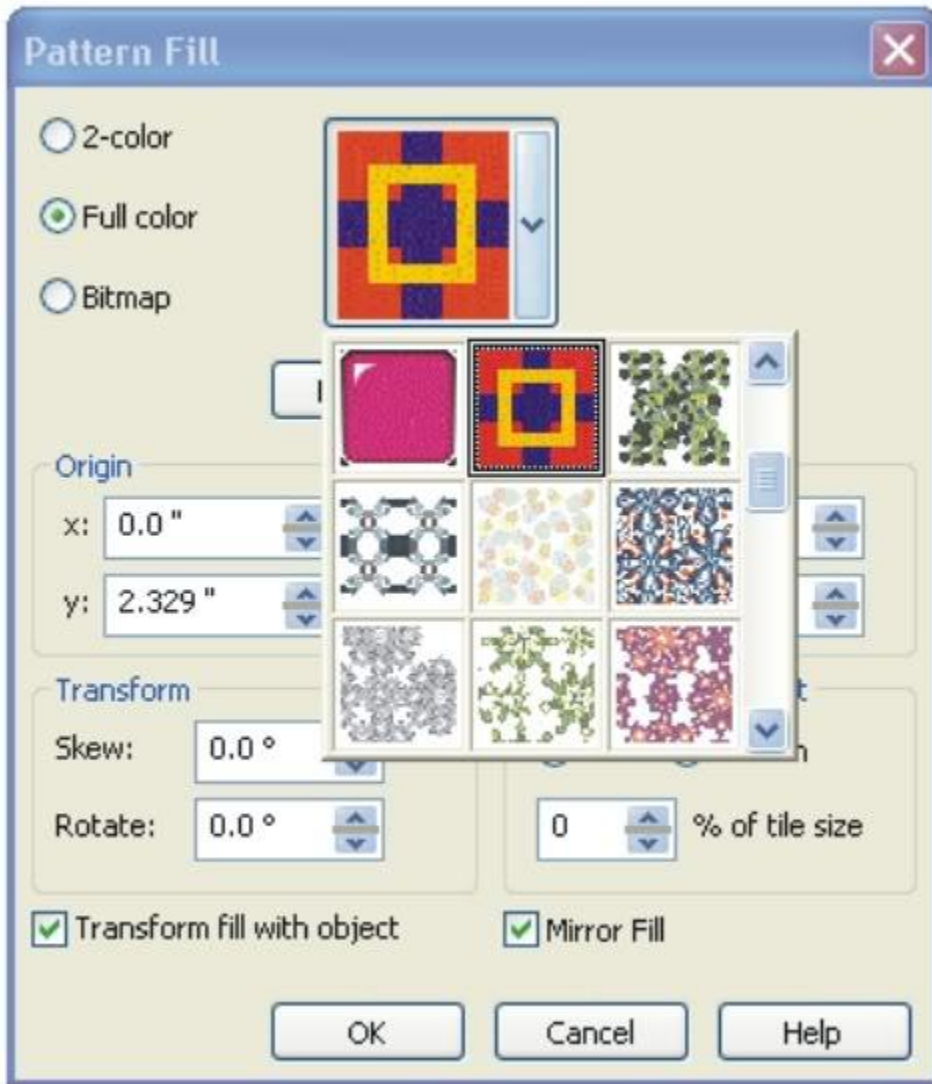 Pattern Fill
2-color
Full color
Bitmap
Origin
x: 0.0 "
y: 2.329 "
Transform
Skew: 0.0 °
Rotate: 0.0 °
0 % of tile size
Transform fill with object
Mirror Fill
OK Cancel Help